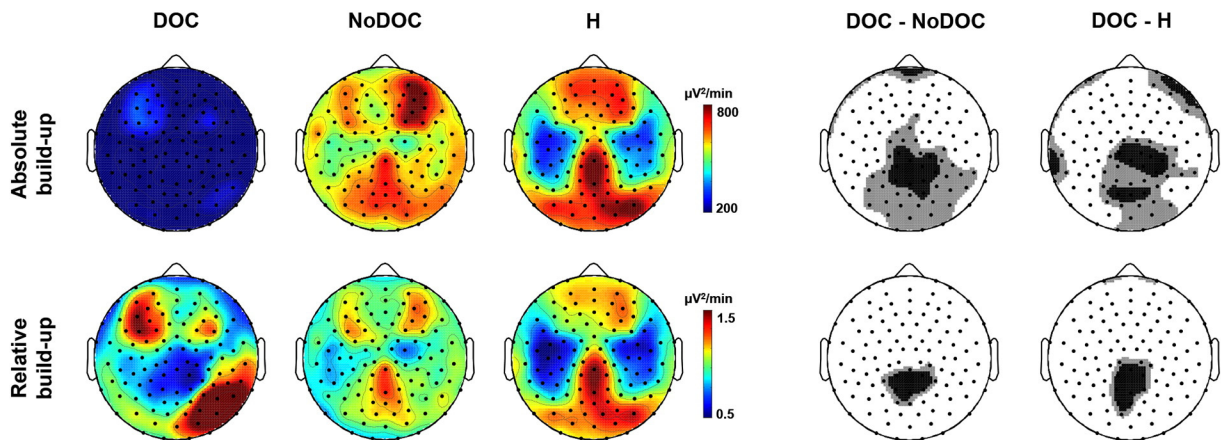 DOC NoDOC H DOC - NoDOC DOC - H
Absolute
build-up
µV²/min
800
200
Relative
build-up
µV²/min
1.5
0.5